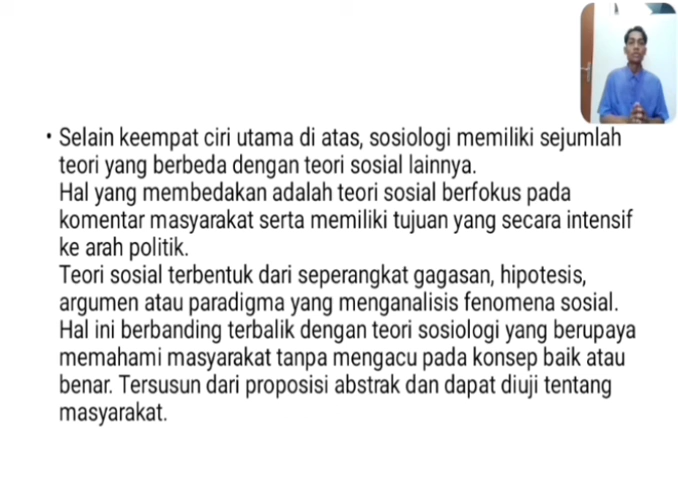 • Selain keempat ciri utama di atas, sosiologi memiliki sejumlah
teori yang berbeda dengan teori sosial lainnya.
Hal yang membedakan adalah teori sosial berfokus pada
komentar masyarakat serta memiliki tujuan yang secara intensif
ke arah politik.
Teori sosial terbentuk dari seperangkat gagasan, hipotesis,
argumen atau paradigma yang menganalisis fenomena sosial.
Hal ini berbanding terbalik dengan teori sosiologi yang berupaya
memahami masyarakat tanpa mengacu pada konsep baik atau
benar. Tersusun dari proposisi abstrak dan dapat diuji tentang
masyarakat.